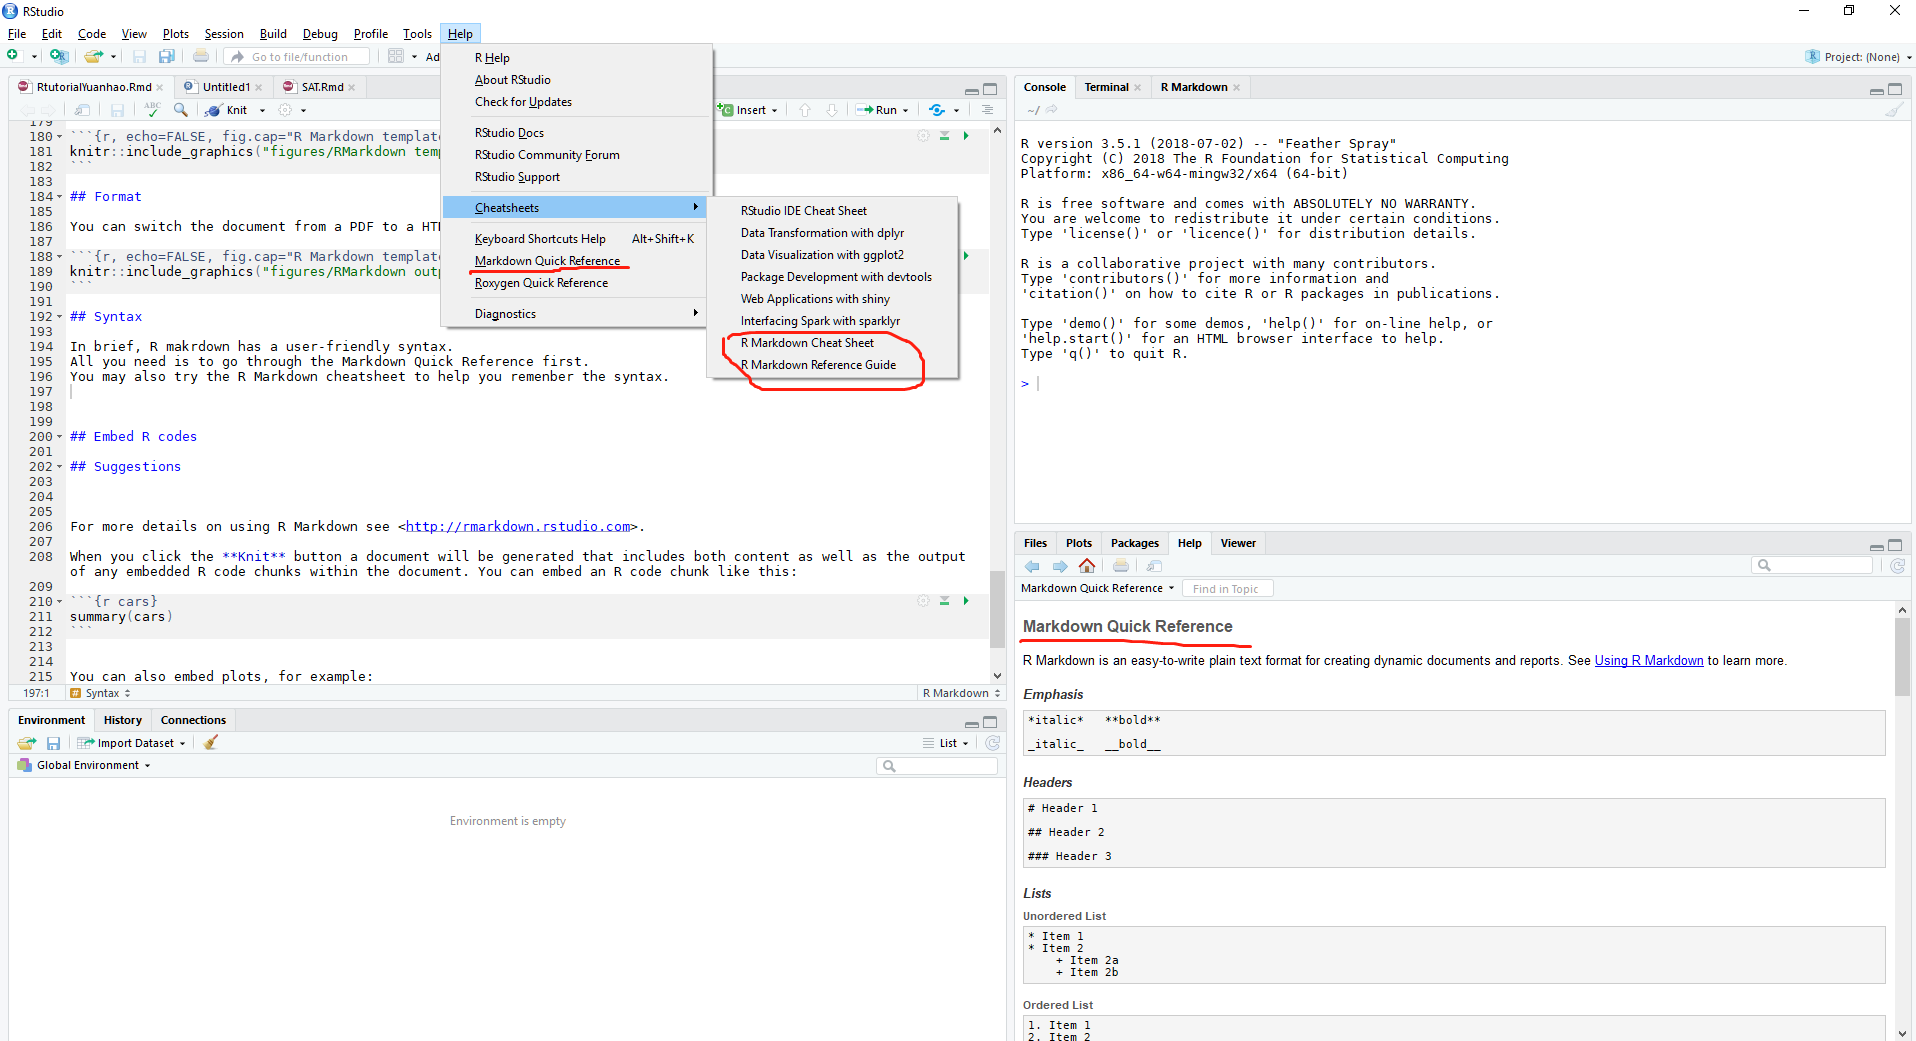 RStudio
File Edit Code View Plots Session Build Debug Profile Tools Help
Go to file/function
Ad
Project: (None)
RtutorialYuanhao.Rmd
Untitled1
SAT.Rmd
ABC
Knit
Insert
Run
179
180 ```{r, echo=FALSE, fig.cap="R Markdown templat
181 knitr::include_graphics("figures/RMarkdown tem
182 ```
183
184 ## Format
185
186 You can switch the document from a PDF to a HT
187
188 ```{r, echo=FALSE, fig.cap="R Markdown templat
189 knitr::include_graphics("figures/RMarkdown outp
190 ```
191
192 ## Syntax
193
194 In brief, R makrdown has a user-friendly syntax.
195 All you need is to go through the Markdown Quick Reference first.
196 You may also try the R Markdown cheatsheet to help you remenber the syntax.
197
198
199
200 ## Embed R codes
201
202 ## Suggestions
203
204
205
206 For more details on using R Markdown see <http://rmarkdown.rstudio.com>.
207
208 When you click the **Knit** button a document will be generated that includes both content as well as the output
of any embedded R code chunks within the document. You can embed an R code chunk like this:
209
210 ```{r cars}
211 summary(cars)
212 ```
213
214
215 You can also embed plots, for example:
197:1 # Syntax R Markdown
R Help
About RStudio
Check for Updates
RStudio Docs
RStudio Community Forum
RStudio Support
Cheatsheets
Keyboard Shortcuts Help Alt+Shift+K
Markdown Quick Reference
Roxygen Quick Reference
Diagnostics
RStudio IDE Cheat Sheet
Data Transformation with dplyr
Data Visualization with ggplot2
Package Development with devtools
Web Applications with shiny
Interfacing Spark with sparklyr
R Markdown Cheat Sheet
R Markdown Reference Guide
Environment History Connections
Import Dataset
List
Global Environment
Environment is empty
Console Terminal R Markdown
~/
R version 3.5.1 (2018-07-02) -- "Feather Spray"
Copyright (C) 2018 The R Foundation for Statistical Computing
Platform: x86_64-w64-mingw32/x64 (64-bit)
R is free software and comes with ABSOLUTELY NO WARRANTY.
You are welcome to redistribute it under certain conditions.
Type 'license()' or 'licence()' for distribution details.
R is a collaborative project with many contributors.
Type 'contributors()' for more information and
'citation()' on how to cite R or R packages in publications.
Type 'demo()' for some demos, 'help()' for on-line help, or
'help.start()' for an HTML browser interface to help.
Type 'q()' to quit R.
>
Files Plots Packages Help Viewer
Markdown Quick Reference
Find in Topic
Markdown Quick Reference
R Markdown is an easy-to-write plain text format for creating dynamic documents and reports. See Using R Markdown to learn more.
Emphasis
*italic* **bold**
_italic_ __bold__
Headers
# Header 1
## Header 2
### Header 3
Lists
Unordered List
* Item 1
* Item 2
+ Item 2a
+ Item 2b
Ordered List
1. Item 1
2. Item 2